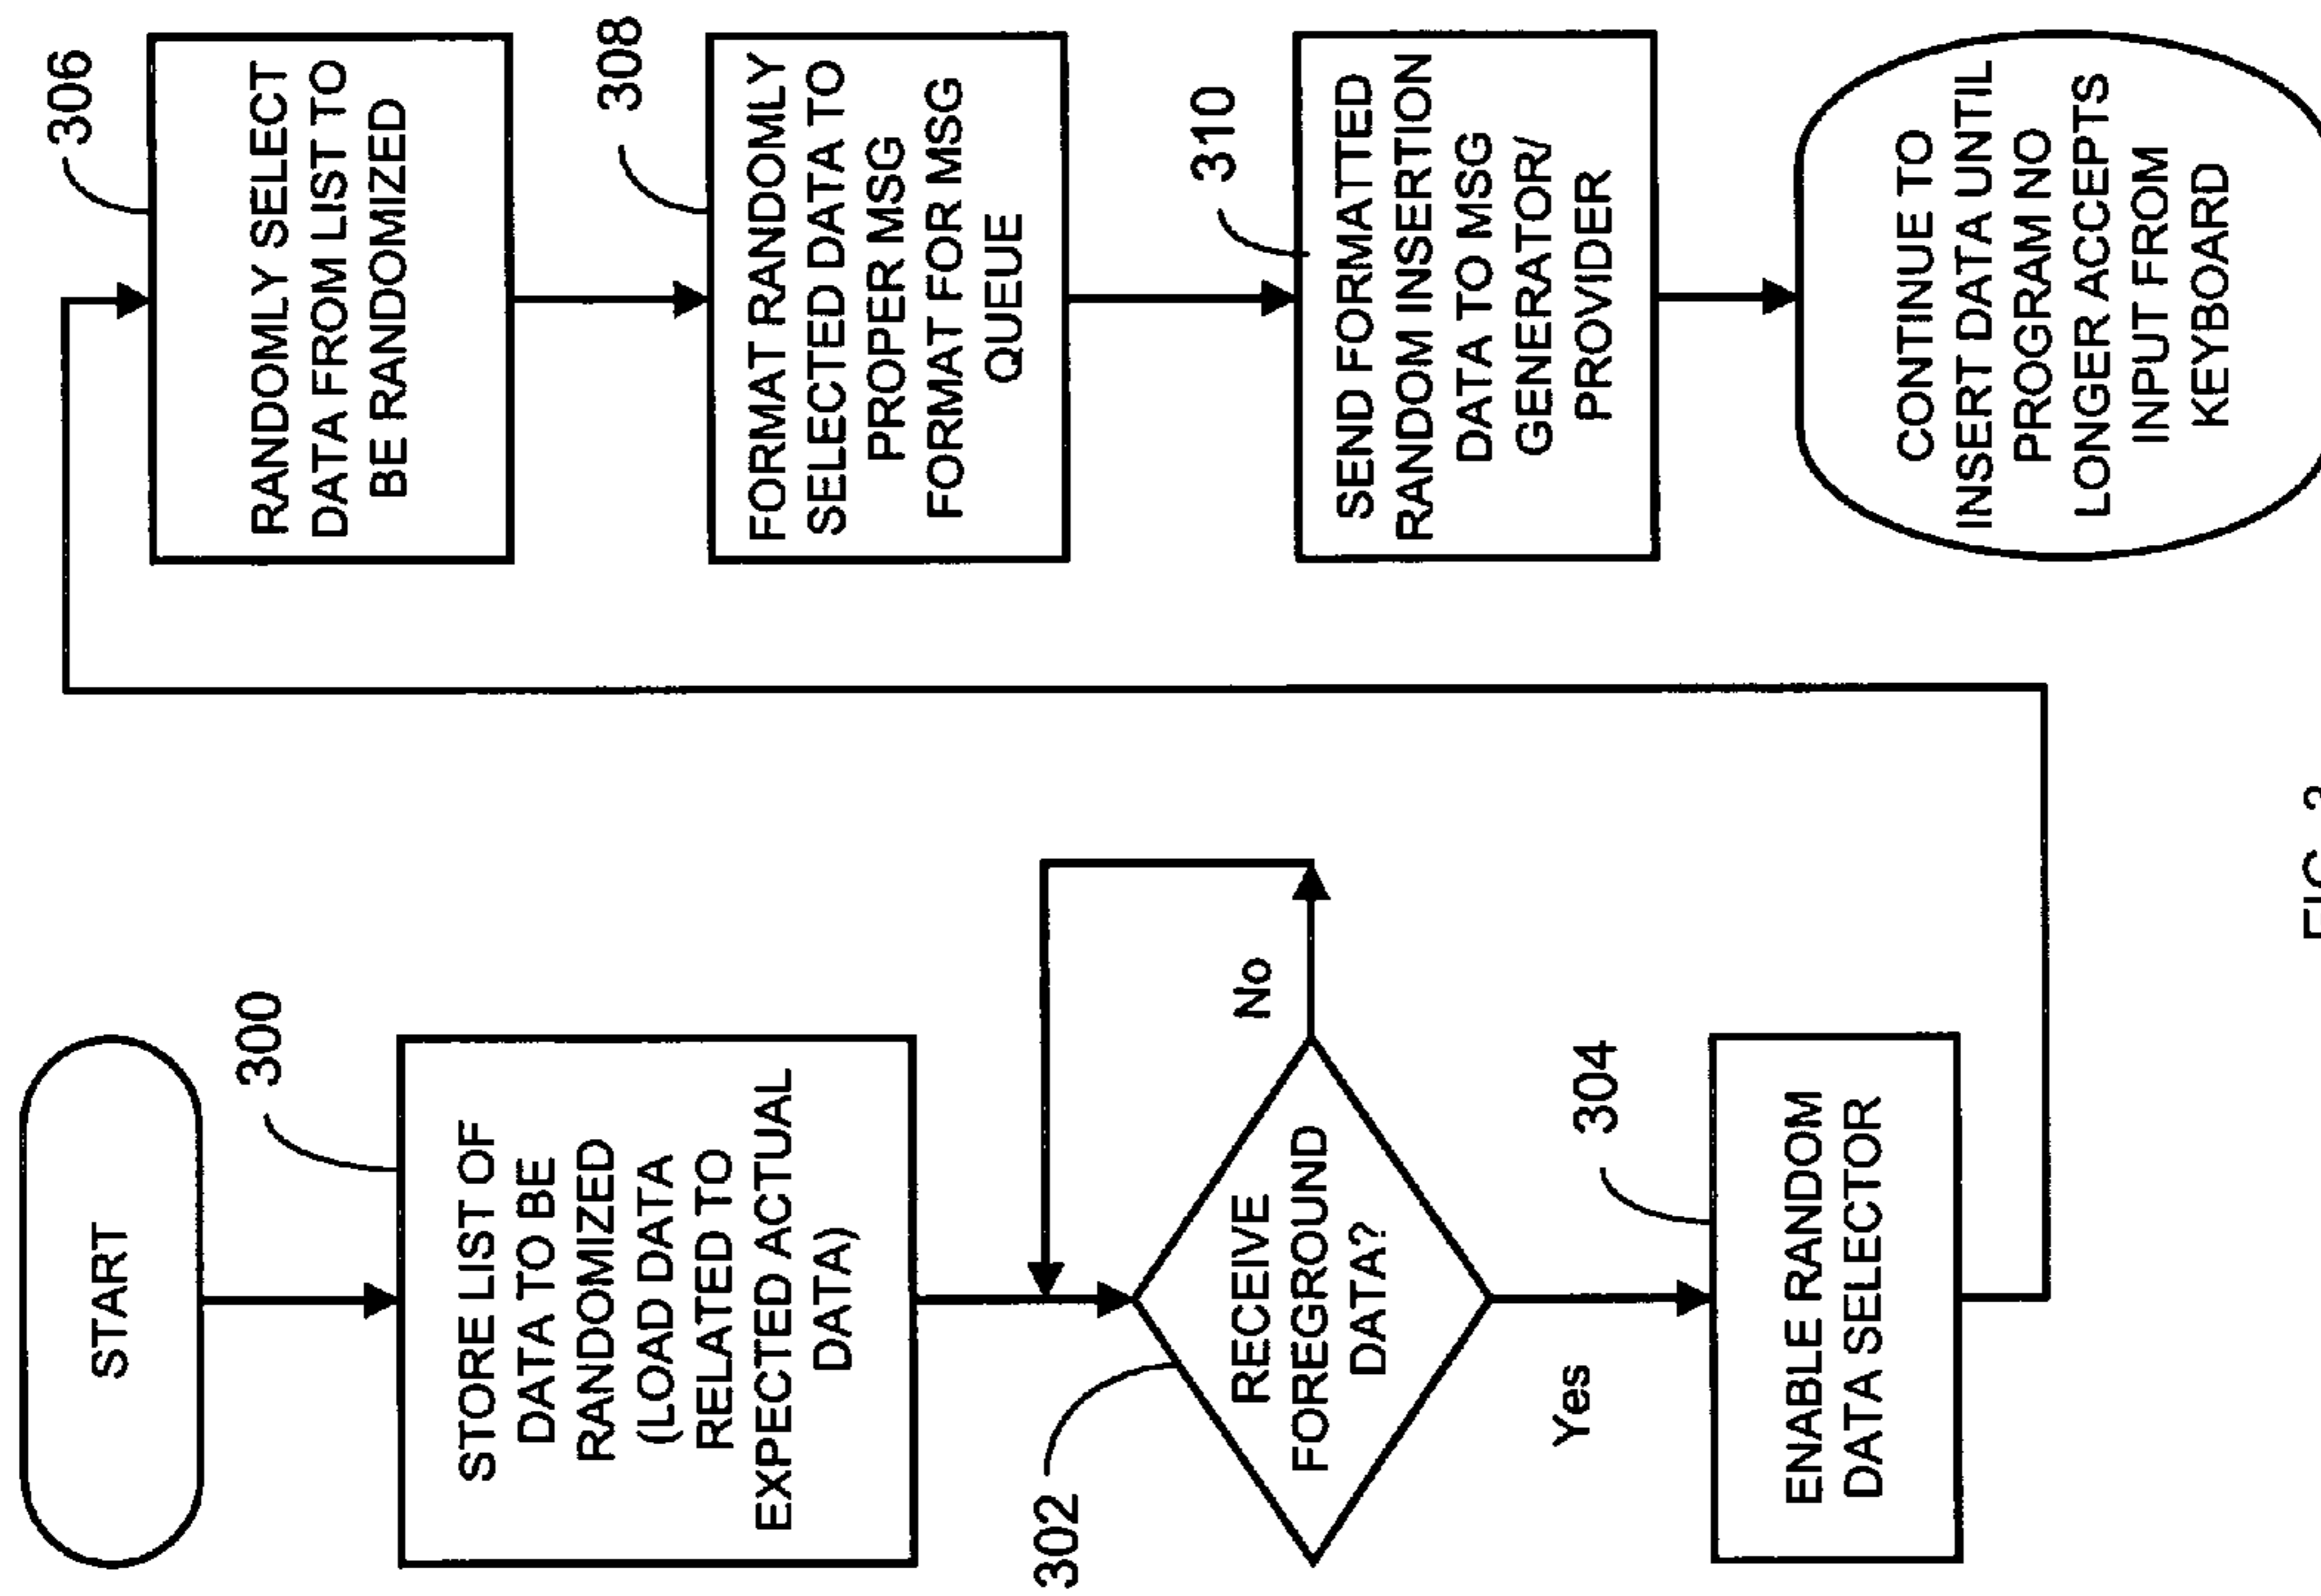 START
300
STORE LIST OF
DATA TO BE
RANDOMIZED
(LOAD DATA
RELATED TO
EXPECTED ACTUAL
DATA)
302
RECEIVE
FOREGROUND
DATA?
No
Yes
304
ENABLE RANDOM
DATA SELECTOR
306
RANDOMLY SELECT
DATA FROM LIST TO
BE RANDOMIZED
308
FORMAT RANDOMLY
SELECTED DATA TO
PROPER MSG
FORMAT FOR MSG
QUEUE
310
SEND FORMATTED
RANDOM INSERTION
DATA TO MSG
GENERATOR/
PROVIDER
CONTINUE TO
INSERT DATA UNTIL
PROGRAM NO
LONGER ACCEPTS
INPUT FROM
KEYBOARD